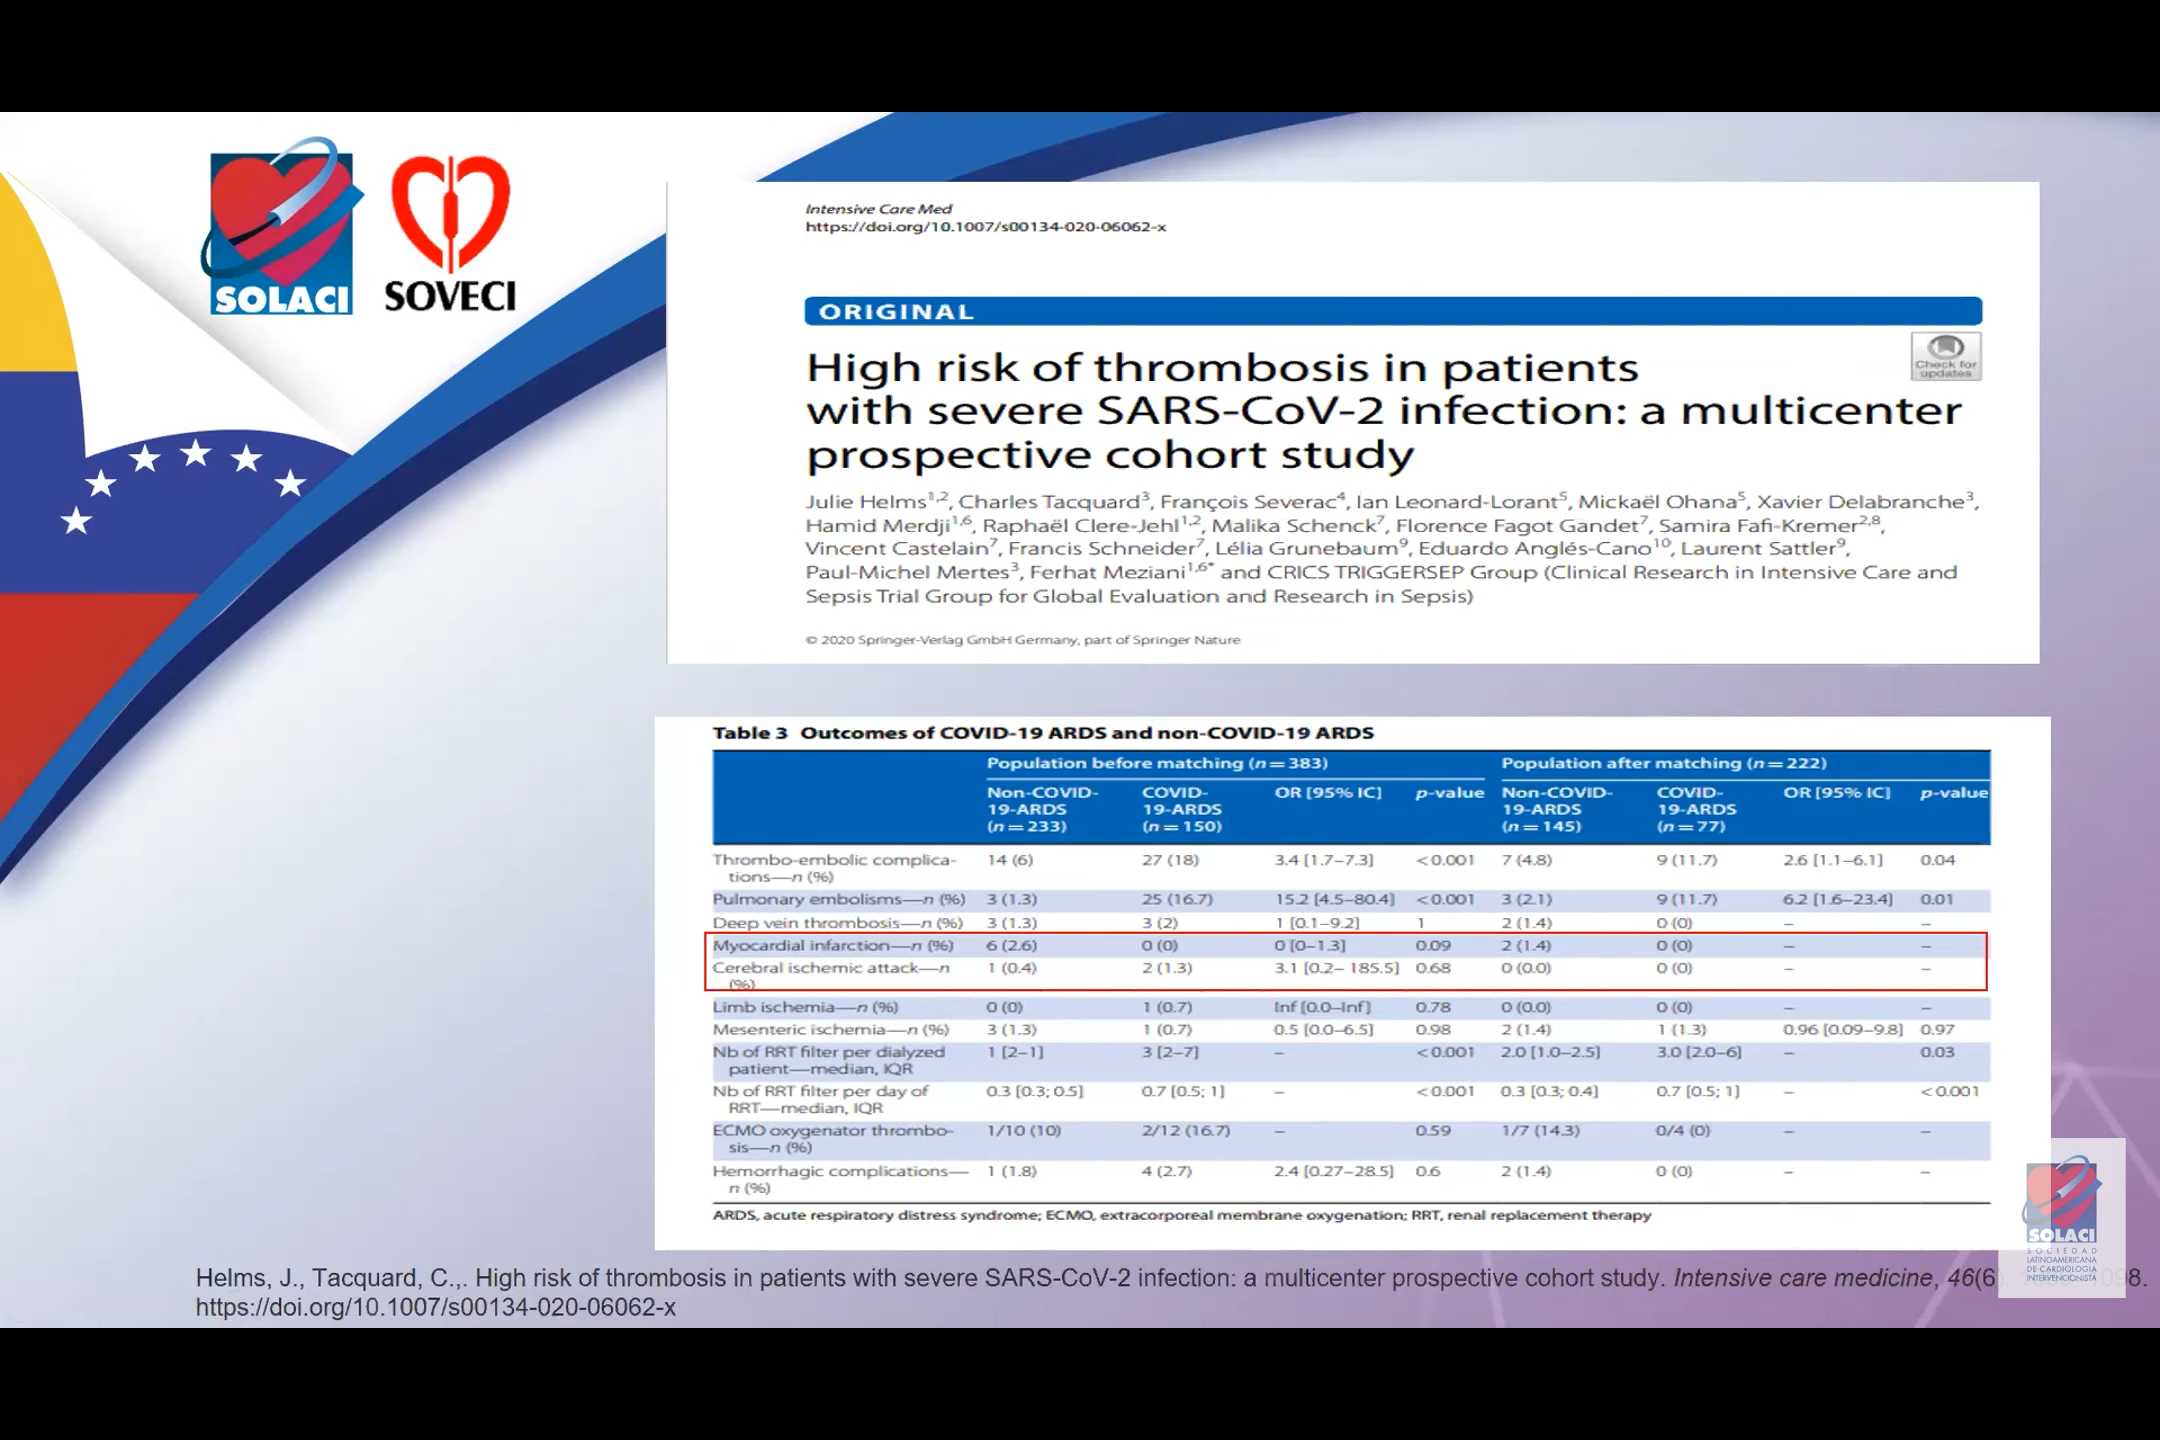 SOLACI
SOVECI
Intensive Care Med
https://doi.org/10.1007/s00134-020-06062-x
ORIGINAL
Check for
updates
High risk of thrombosis in patients
with severe SARS-CoV-2 infection: a multicenter
prospective cohort study
Julie Helms1,2, Charles Tacquard3, François Severac4, Ian Leonard-Lorant5, Mickaël Ohana5, Xavier Delabranche3,
Hamid Merdji1,6, Raphaël Clere-Jehl1,2, Malika Schenck7, Florence Fagot Gandet7, Samira Fafi-Kremer2,8,
Vincent Castelain7, Francis Schneider7, Lélia Grunebaum9, Eduardo Anglés-Cano10, Laurent Sattler9,
Paul-Michel Mertes3, Ferhat Meziani1,6* and CRICS TRIGGERSEP Group (Clinical Research in Intensive Care and
Sepsis Trial Group for Global Evaluation and Research in Sepsis)
© 2020 Springer-Verlag GmbH Germany, part of Springer Nature
Table 3 Outcomes of COVID-19 ARDS and non-COVID-19 ARDS
Population before matching (n=383) Population after matching (n=222)
Non-COVID- COVID- OR [95% IC] p-value Non-COVID- COVID- OR [95% IC] p-value
19-ARDS 19-ARDS 19-ARDS 19-ARDS
(n=233) (n=150) (n=145) (n=77)
Thrombo-embolic complica- 14 (6) 27 (18) 3.4 [1.7–7.3] <0.001 7 (4.8) 9 (11.7) 2.6 [1.1–6.1] 0.04
tions—n (%)
Pulmonary embolisms—n (%) 3 (1.3) 25 (16.7) 15.2 [4.5–80.4] <0.001 3 (2.1) 9 (11.7) 6.2 [1.6–23.4] 0.01
Deep vein thrombosis—n (%) 3 (1.3) 3 (2) 1 [0.1–9.2] 1 2 (1.4) 0 (0) – –
Myocardial infarction—n (%) 6 (2.6) 0 (0) 0 [0–1.3] 0.09 2 (1.4) 0 (0) – –
Cerebral ischemic attack—n 1 (0.4) 2 (1.3) 3.1 [0.2– 185.5] 0.68 0 (0.0) 0 (0) – –
(%)
Limb ischemia—n (%) 0 (0) 1 (0.7) Inf [0.0–Inf] 0.78 0 (0.0) 0 (0) – –
Mesenteric ischemia—n (%) 3 (1.3) 1 (0.7) 0.5 [0.0–6.5] 0.98 2 (1.4) 1 (1.3) 0.96 [0.09–9.8] 0.97
Nb of RRT filter per dialyzed 1 [2–1] 3 [2–7] – <0.001 2.0 [1.0–2.5] 3.0 [2.0–6] – 0.03
patient—median, IQR
Nb of RRT filter per day of 0.3 [0.3; 0.5] 0.7 [0.5; 1] – <0.001 0.3 [0.3; 0.4] 0.7 [0.5; 1] – <0.001
RRT—median, IQR
ECMO oxygenator thrombo- 1/10 (10) 2/12 (16.7) – 0.59 1/7 (14.3) 0/4 (0) – –
sis—n (%)
Hemorrhagic complications— 1 (1.8) 4 (2.7) 2.4 [0.27–28.5] 0.6 2 (1.4) 0 (0) – –
n (%)
ARDS, acute respiratory distress syndrome; ECMO, extracorporeal membrane oxygenation; RRT, renal replacement therapy
SOLACI
SOCIEDAD
LATINOAMERICANA
DE CARDIOLOGIA
INTERVENCIONISTA
Helms, J., Tacquard, C.,. High risk of thrombosis in patients with severe SARS-CoV-2 infection: a multicenter prospective cohort study. Intensive care medicine, 46(6
https://doi.org/10.1007/s00134-020-06062-x